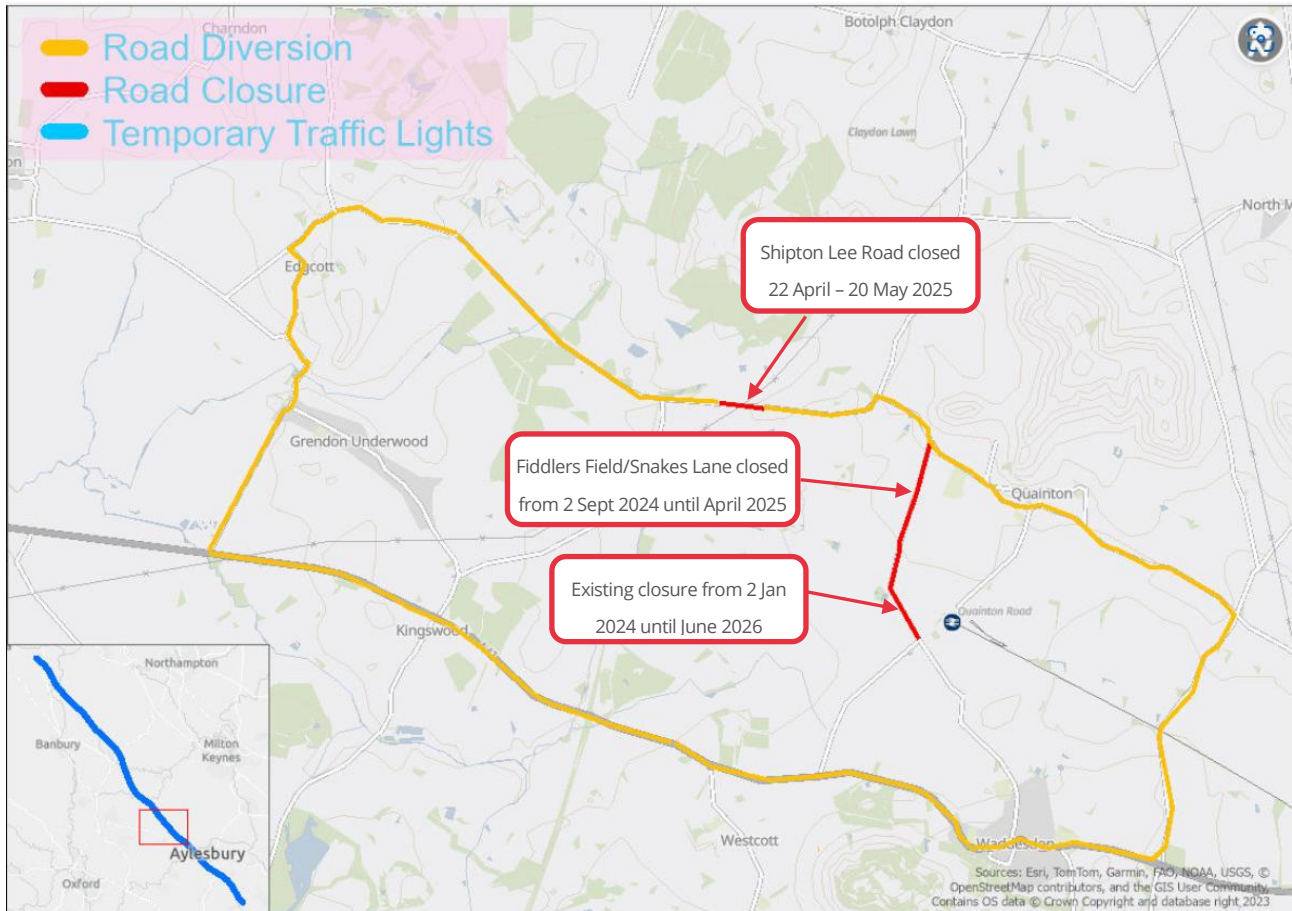 Charndon
Botolph Claydon
Road Diversion
Road Closure
Temporary Traffic Lights
Claydon Lawn
on
North M
Shipton Lee Road closed
22 April – 20 May 2025
Edgcott
Grendon Underwood
Fiddlers Field/Snakes Lane closed
from 2 Sept 2024 until April 2025
Quainton
Existing closure from 2 Jan
2024 until June 2026
Quainton Road
Kingswood
Northampton
Banbury
Milton
Keynes
Aylesbury
Oxford
Westcott
Waddesdon
Sources: Esri, TomTom, Garmin, FAO, NOAA, USGS, ©
OpenStreetMap contributors, and the GIS User Community,
Contains OS data © Crown Copyright and database right 2023